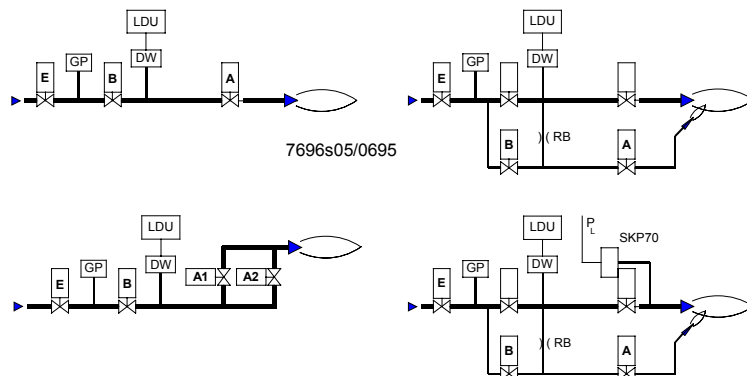 LDU
GP
DW
E
B
A
LDU
GP
DW
E
B
) ( RB
A
7696s05/0695
LDU
GP
DW
A1
A2
E
B
LDU
P
L
SKP70
GP
DW
E
B
) ( RB
A